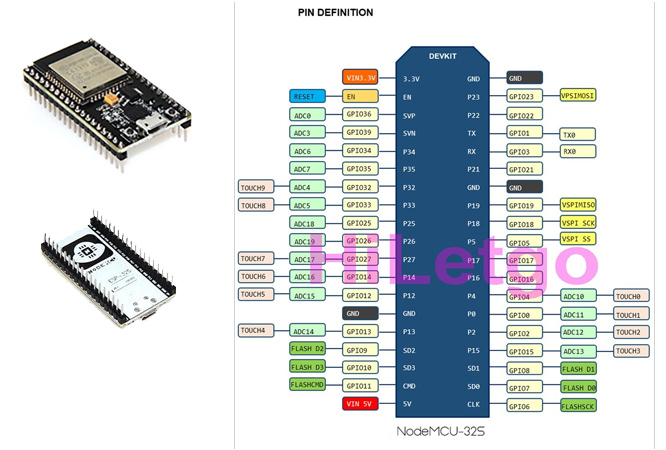 PIN DEFINITION
DEVKIT
VIN3.3V 3.3V GND GND
RESET EN EN P23 GPIO23 VPSIMOSI
ADC0 GPIO36 SVP P22 GPIO22
ADC3 GPIO39 SVN TX GPIO1 TX0
ADC6 GPIO34 P34 RX GPIO3 RX0
ADC7 GPIO35 P35 P21 GPIO21
TOUCH9 ADC4 GPIO32 P32 GND GND
TOUCH8 ADC5 GPIO33 P33 P19 GPIO19 VSPIMISO
ADC18 GPIO25 P25 P18 GPIO18 VSPI SCK
ADC19 GPIO26 P26 P5 GPIO5 VSPI SS
HiLetgo
TOUCH7 ADC17 GPIO27 P27 P17 GPIO17
TOUCH6 ADC16 GPIO14 P14 P16 GPIO16
TOUCH5 ADC15 GPIO12 P12 P4 GPIO4 ADC10 TOUCH0
GND GND P0 GPIO0 ADC11 TOUCH1
TOUCH4 ADC14 GPIO13 P13 P2 GPIO2 ADC12 TOUCH2
FLASH D2 GPIO9 SD2 P15 GPIO15 ADC13 TOUCH3
FLASH D3 GPIO10 SD3 SD1 GPIO8 FLASH D1
FLASHCMD GPIO11 CMD SD0 GPIO7 FLASH D0
VIN 5V 5V CLK GPIO6 FLASHSCK
NodeMCU-32S